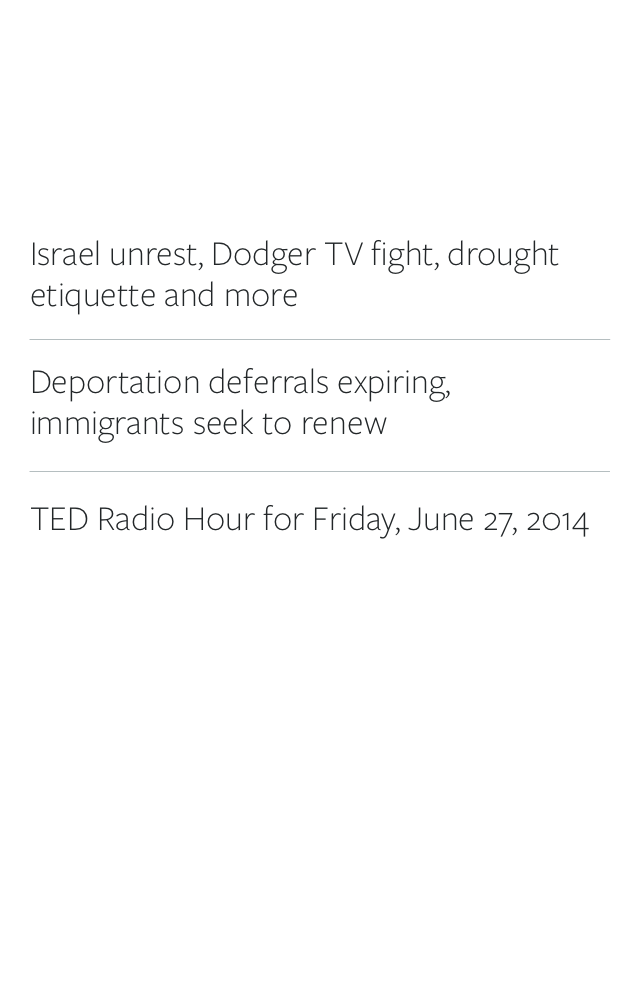 Israel unrest, Dodger TV fight, drought
etiquette and more
Deportation deferrals expiring,
immigrants seek to renew
TED Radio Hour for Friday, June 27, 2014